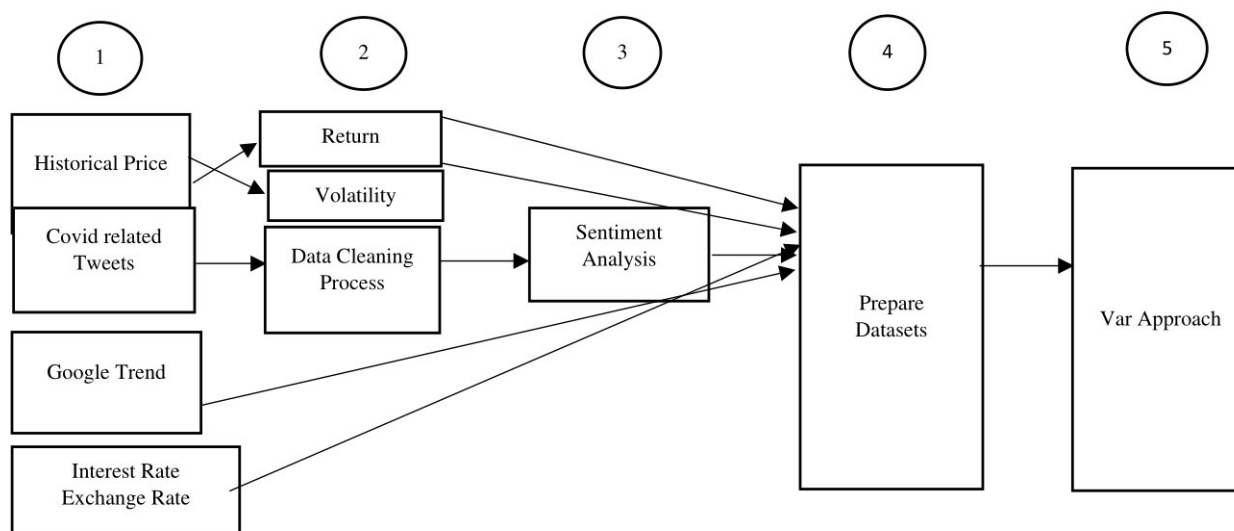 1
2
3
4
5
Historical Price
Return
Volatility
Covid related
Tweets
Data Cleaning
Process
Sentiment
Analysis
Prepare
Datasets
Var Approach
Google Trend
Interest Rate
Exchange Rate